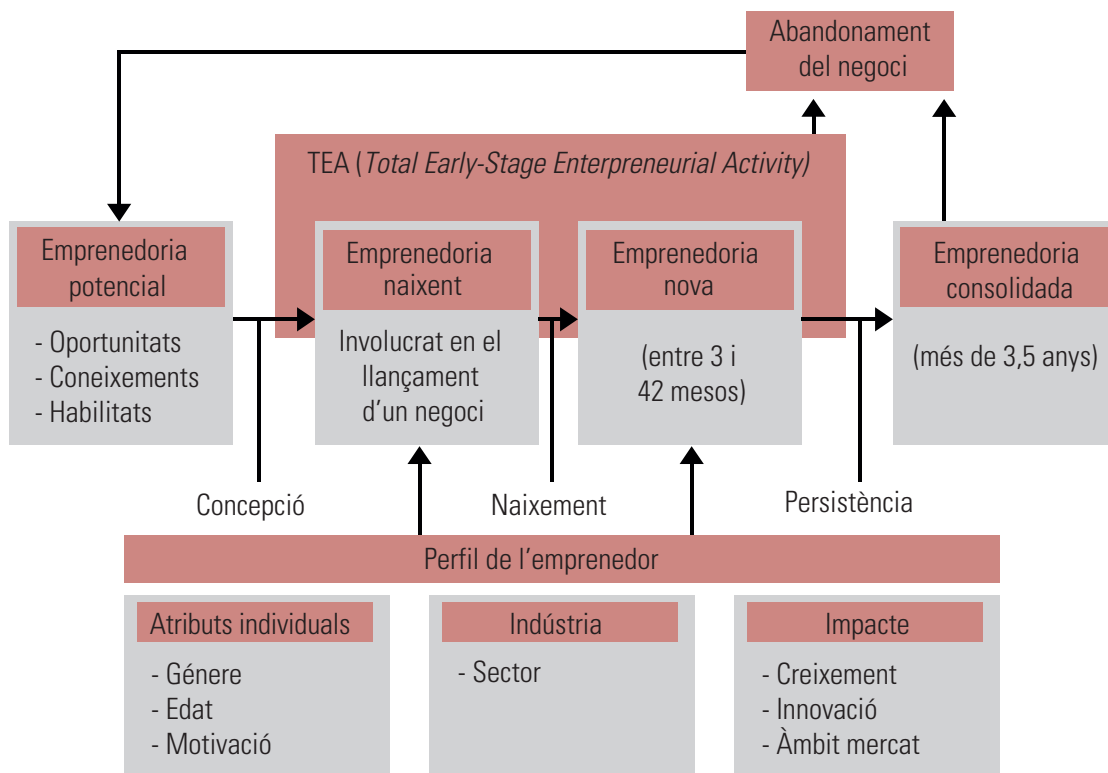 Abandonament
del negoci
TEA (Total Early-Stage Enterpreneurial Activity)
Emprenedoria
potencial
- Oportunitats
- Coneixements
- Habilitats
Emprenedoria
naixent
Involucrat en el
llançament
d'un negoci
Emprenedoria
nova
(entre 3 i
42 mesos)
Emprenedoria
consolidada
(més de 3,5 anys)
Concepció
Naixement
Persistència
Perfil de l'emprenedor
Atributs individuals
- Génere
- Edat
- Motivació
Indústria
- Sector
Impacte
- Creixement
- Innovació
- Àmbit mercat